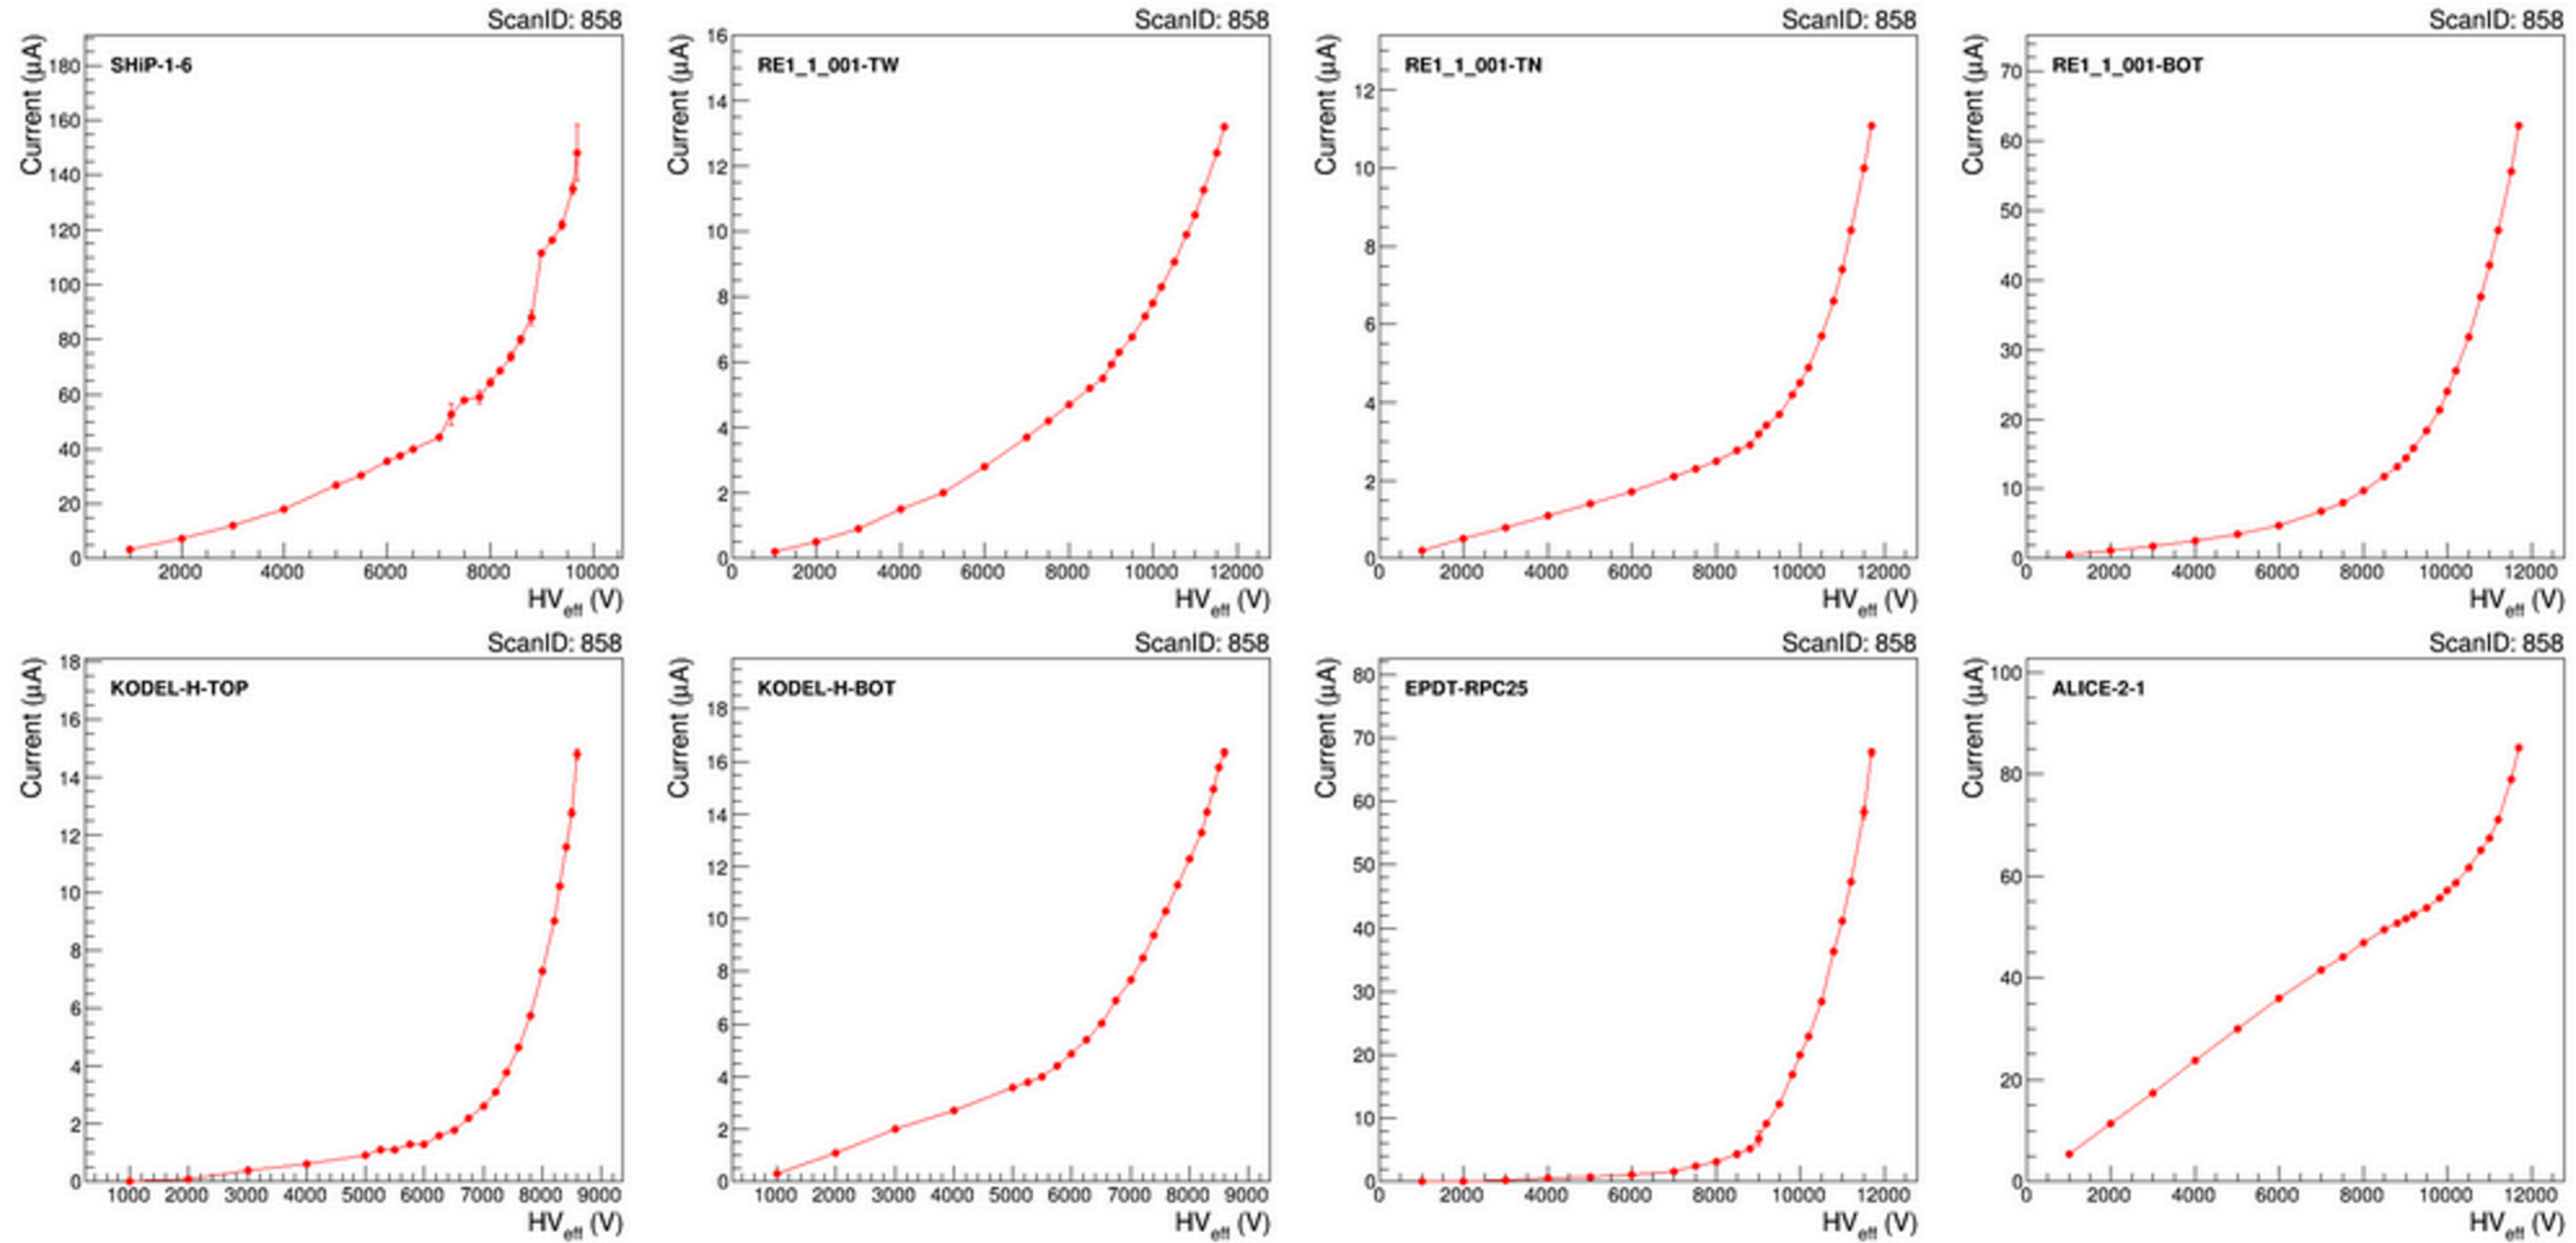 ScanID: 858
SHiP-1-6
Current (μA)
180
160
140
120
100
80
60
40
20
0
2000 4000 6000 8000 10000
HVeff (V)
ScanID: 858
RE1_1_001-TW
Current (μA)
16
14
12
10
8
6
4
2
0
0 2000 4000 6000 8000 10000 12000
HVeff (V)
ScanID: 858
RE1_1_001-TN
Current (μA)
12
10
8
6
4
2
0
0 2000 4000 6000 8000 10000 12000
HVeff (V)
ScanID: 858
RE1_1_001-BOT
Current (μA)
70
60
50
40
30
20
10
0
0 2000 4000 6000 8000 10000 12000
HVeff (V)
ScanID: 858
KODEL-H-TOP
Current (μA)
18
16
14
12
10
8
6
4
2
0
1000 2000 3000 4000 5000 6000 7000 8000 9000
HVeff (V)
ScanID: 858
KODEL-H-BOT
Current (μA)
18
16
14
12
10
8
6
4
2
0
1000 2000 3000 4000 5000 6000 7000 8000 9000
HVeff (V)
ScanID: 858
EPDT-RPC25
Current (μA)
80
70
60
50
40
30
20
10
0
0 2000 4000 6000 8000 10000 12000
HVeff (V)
ScanID: 858
ALICE-2-1
Current (μA)
100
80
60
40
20
0
0 2000 4000 6000 8000 10000 12000
HVeff (V)